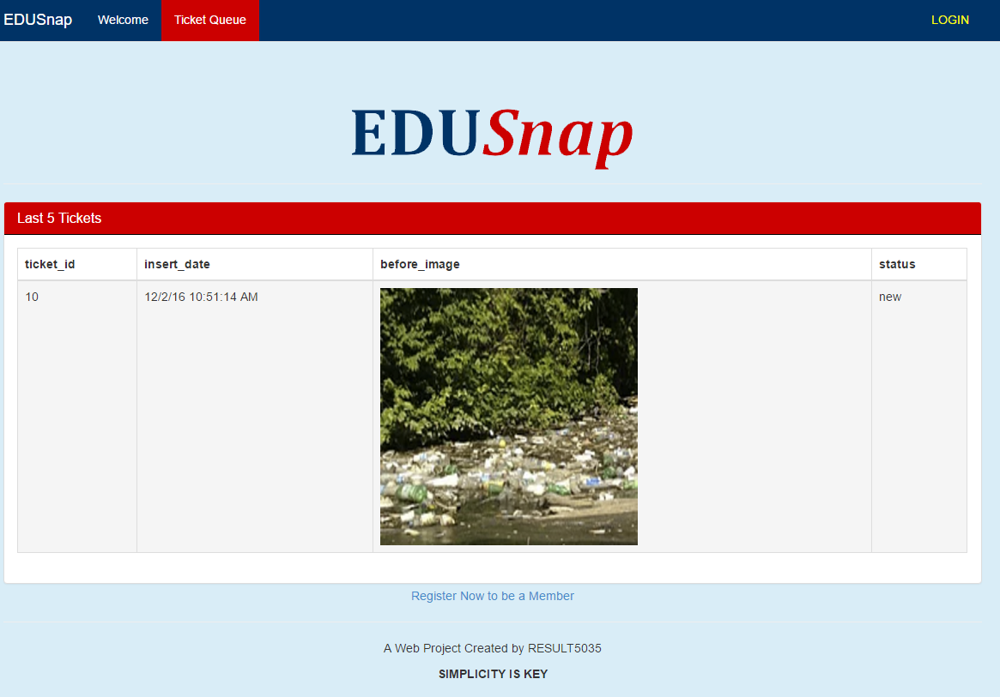 EDUSnap Welcome Ticket Queue LOGIN
EDUSnap
Last 5 Tickets
ticket_id insert_date before_image status
10 12/2/16 10:51:14 AM new
Register Now to be a Member
A Web Project Created by RESULT5035
SIMPLICITY IS KEY